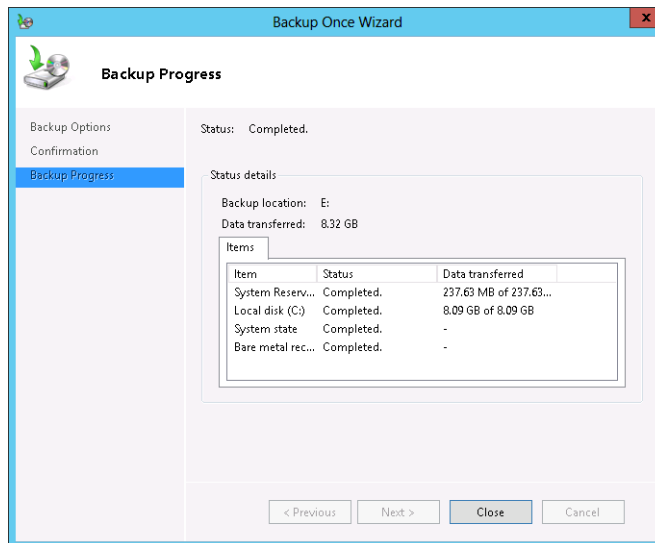 Backup Once Wizard
x
Backup Progress
Backup Options
Confirmation
Backup Progress
Status: Completed.
Status details
Backup location: E:
Data transferred: 8.32 GB
Items
Item Status Data transferred
System Reserv... Completed. 237.63 MB of 237.63...
Local disk (C:) Completed. 8.09 GB of 8.09 GB
System state Completed. -
Bare metal rec... Completed. -
< Previous Next > Close Cancel